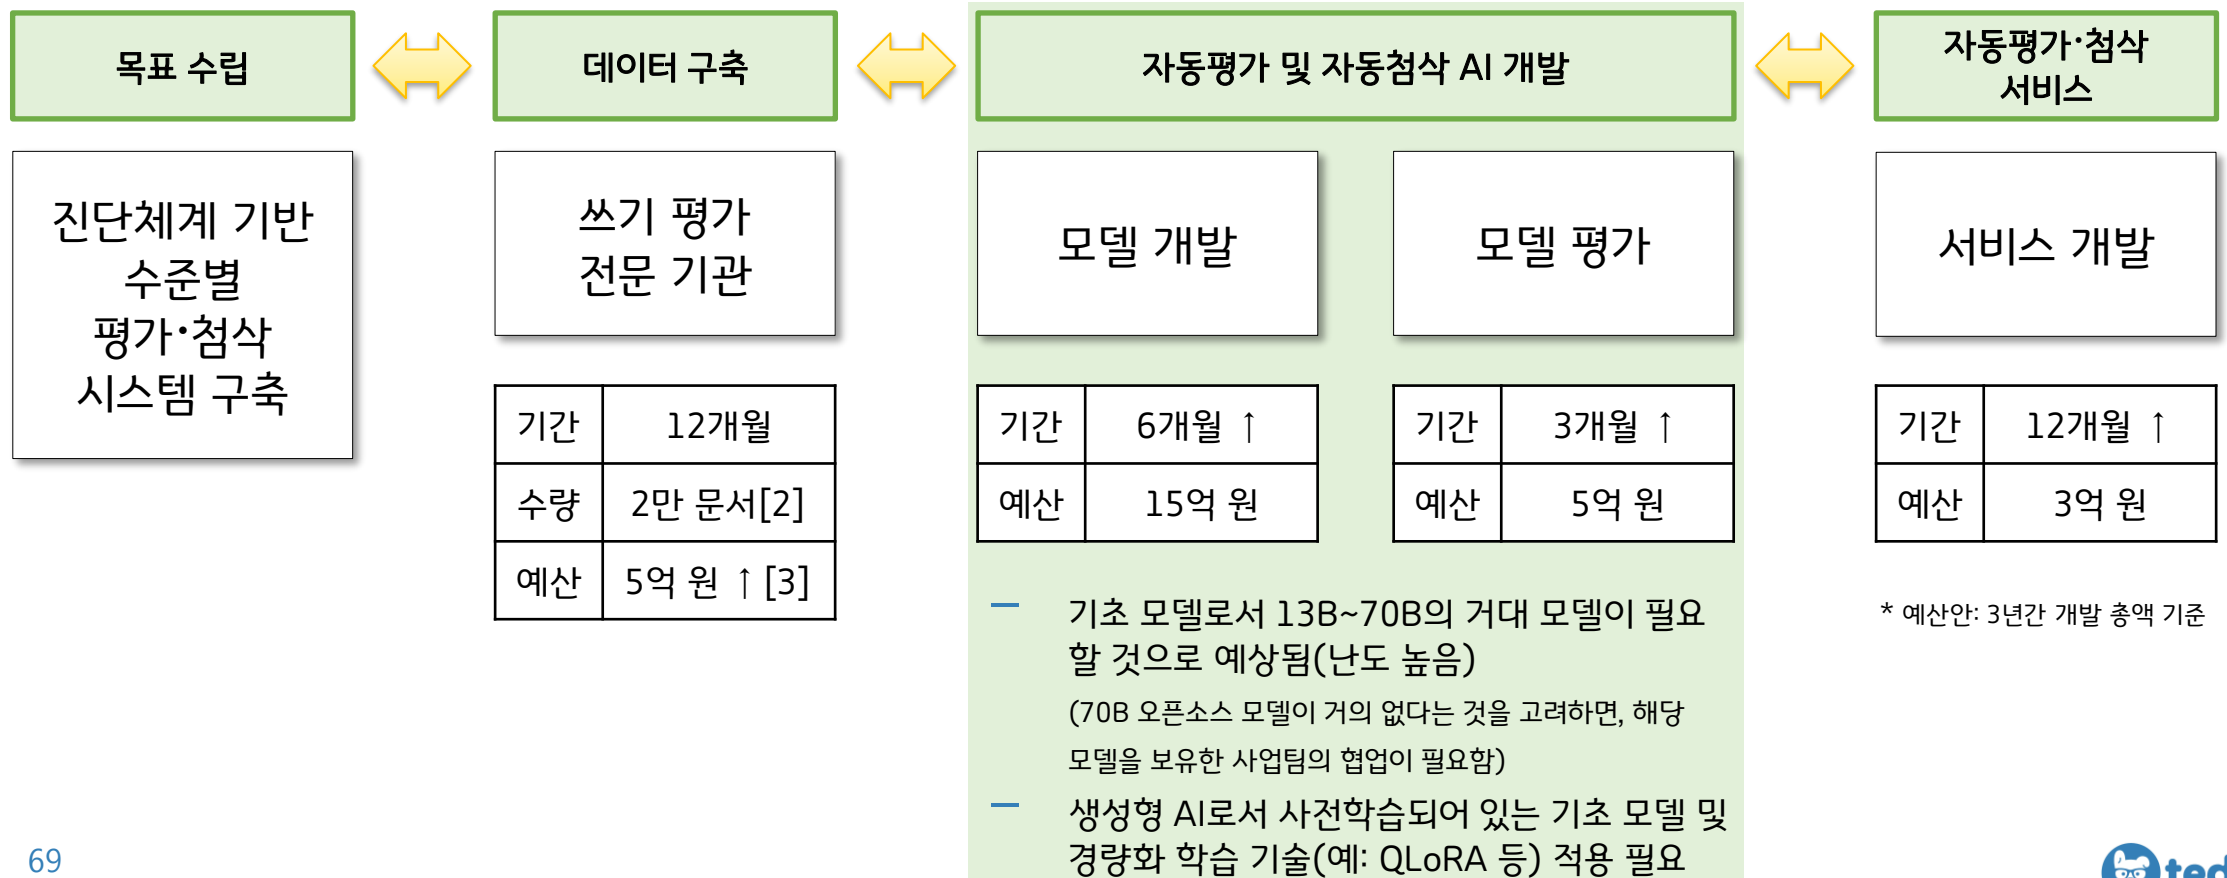 목표 수립
데이터 구축
자동평가 및 자동첨삭 AI 개발
자동평가·첨삭
서비스
진단체계 기반
수준별
평가·첨삭
시스템 구축
쓰기 평가
전문 기관
기간 12개월
수량 2만 문서[2]
예산 5억 원 ↑ [3]
모델 개발
기간 6개월 ↑
예산 15억 원
모델 평가
기간 3개월 ↑
예산 5억 원
— 기초 모델로서 13B~70B의 거대 모델이 필요
할 것으로 예상됨(난도 높음)
(70B 오픈소스 모델이 거의 없다는 것을 고려하면, 해당
모델을 보유한 사업팀의 협업이 필요함)
— 생성형 AI로서 사전학습되어 있는 기초 모델 및
경량화 학습 기술(예: QLoRA 등) 적용 필요
서비스 개발
기간 12개월 ↑
예산 3억 원
* 예산안: 3년간 개발 총액 기준
69
ted